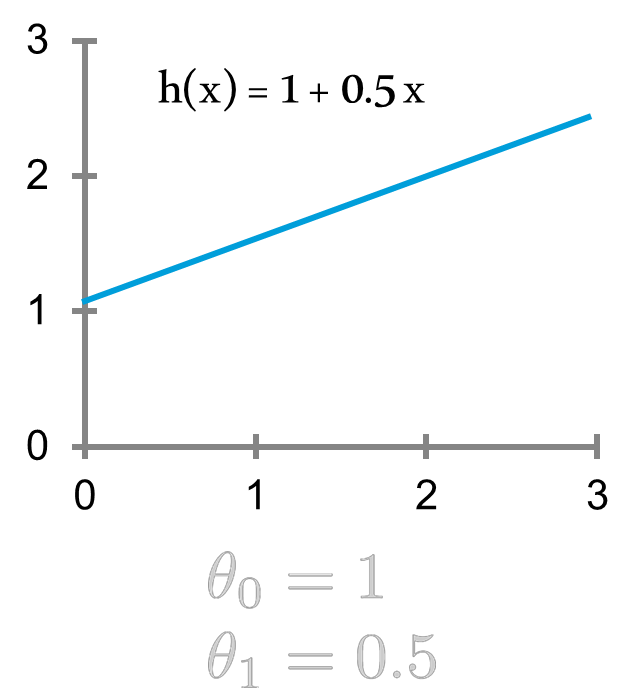 3
h(x) = 1 + 0.5 x
2
1
0
0 1 2 3
θ₀ = 1
θ₁ = 0.5